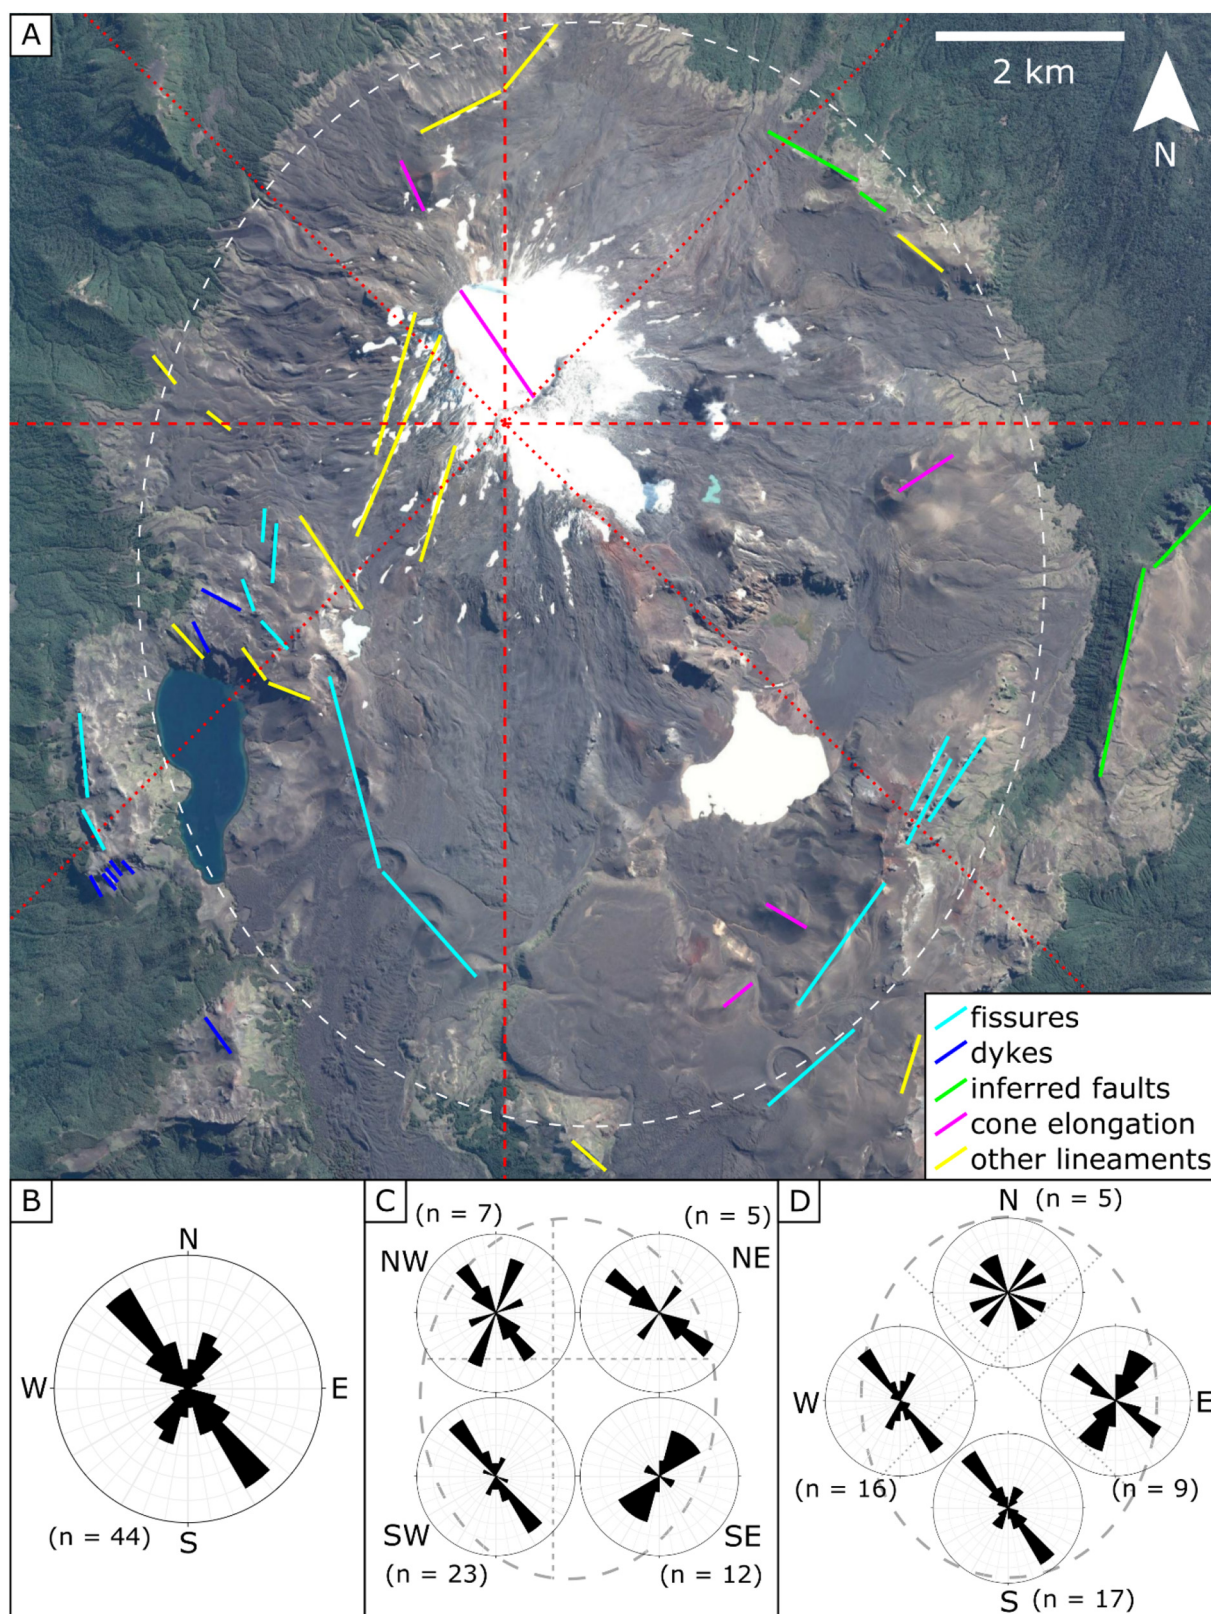 A
2 km
N
fissures
dykes
inferred faults
cone elongation
other lineaments
B
N
W
E
S
(n = 44)
C
(n = 7)
(n = 5)
NW
NE
SW
SE
(n = 23)
(n = 12)
D
N
(n = 5)
W
E
(n = 16)
(n = 9)
S
(n = 17)